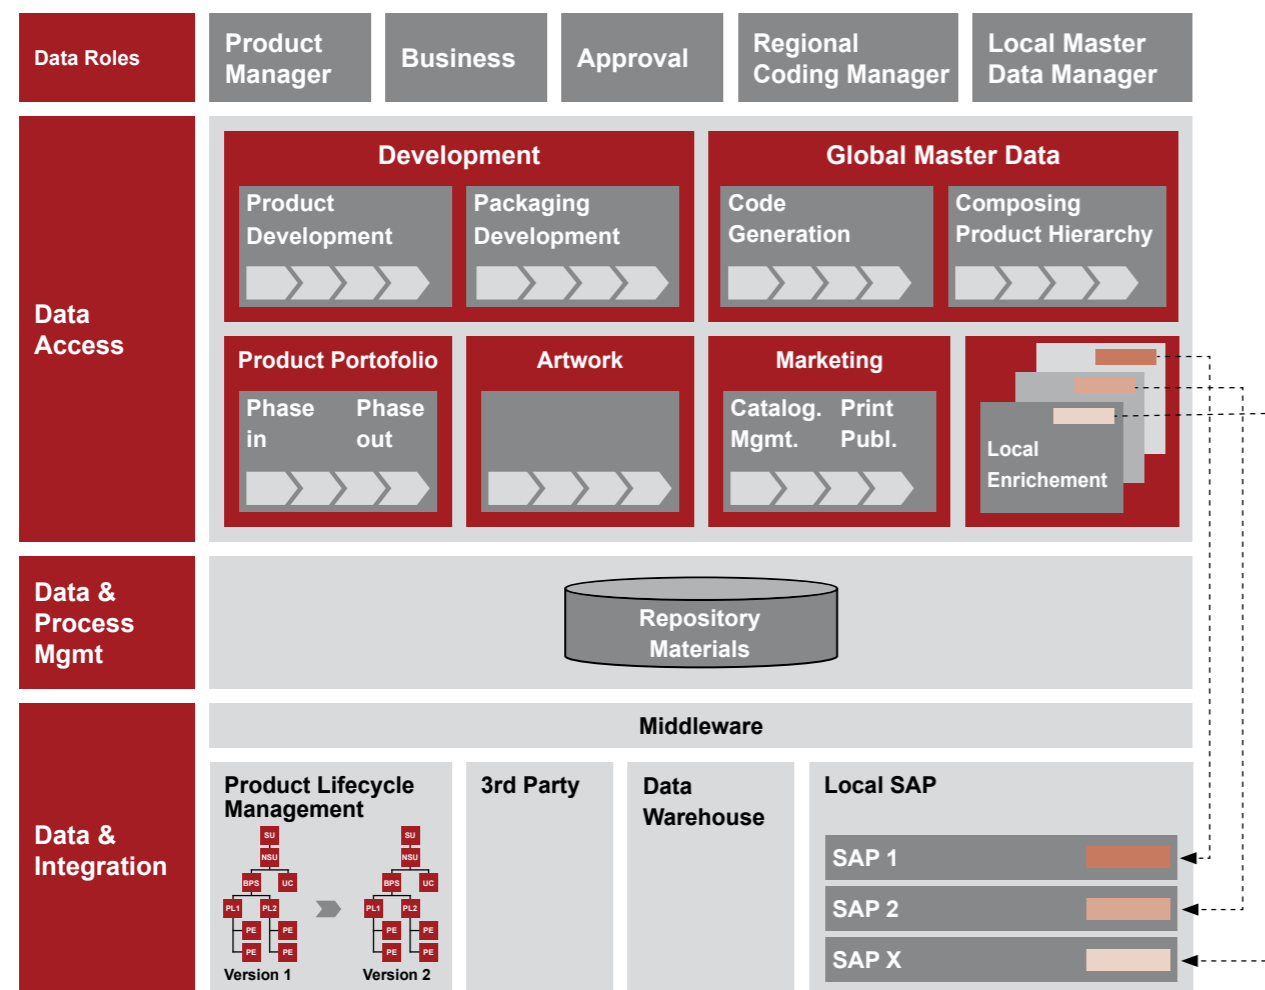 Data Roles
Product
Manager
Business
Approval
Regional
Coding Manager
Local Master
Data Manager
Data
Access
Development
Product
Development
Packaging
Development
Global Master Data
Code
Generation
Composing
Product Hierarchy
Product Portofolio
Phase
in
Phase
out
Artwork
Marketing
Catalog.
Mgmt.
Print
Publ.
Local
Enrichement
Data &
Process
Mgmt
Repository
Materials
Data &
Integration
Middleware
Product Lifecycle
Management
SU
NSU
BPS
UC
PL1
PL2
PE
PE
PE
PE
Version 1
SU
NSU
BPS
UC
PL1
PL2
PE
PE
PE
PE
Version 2
3rd Party
Data
Warehouse
Local SAP
SAP 1
SAP 2
SAP X